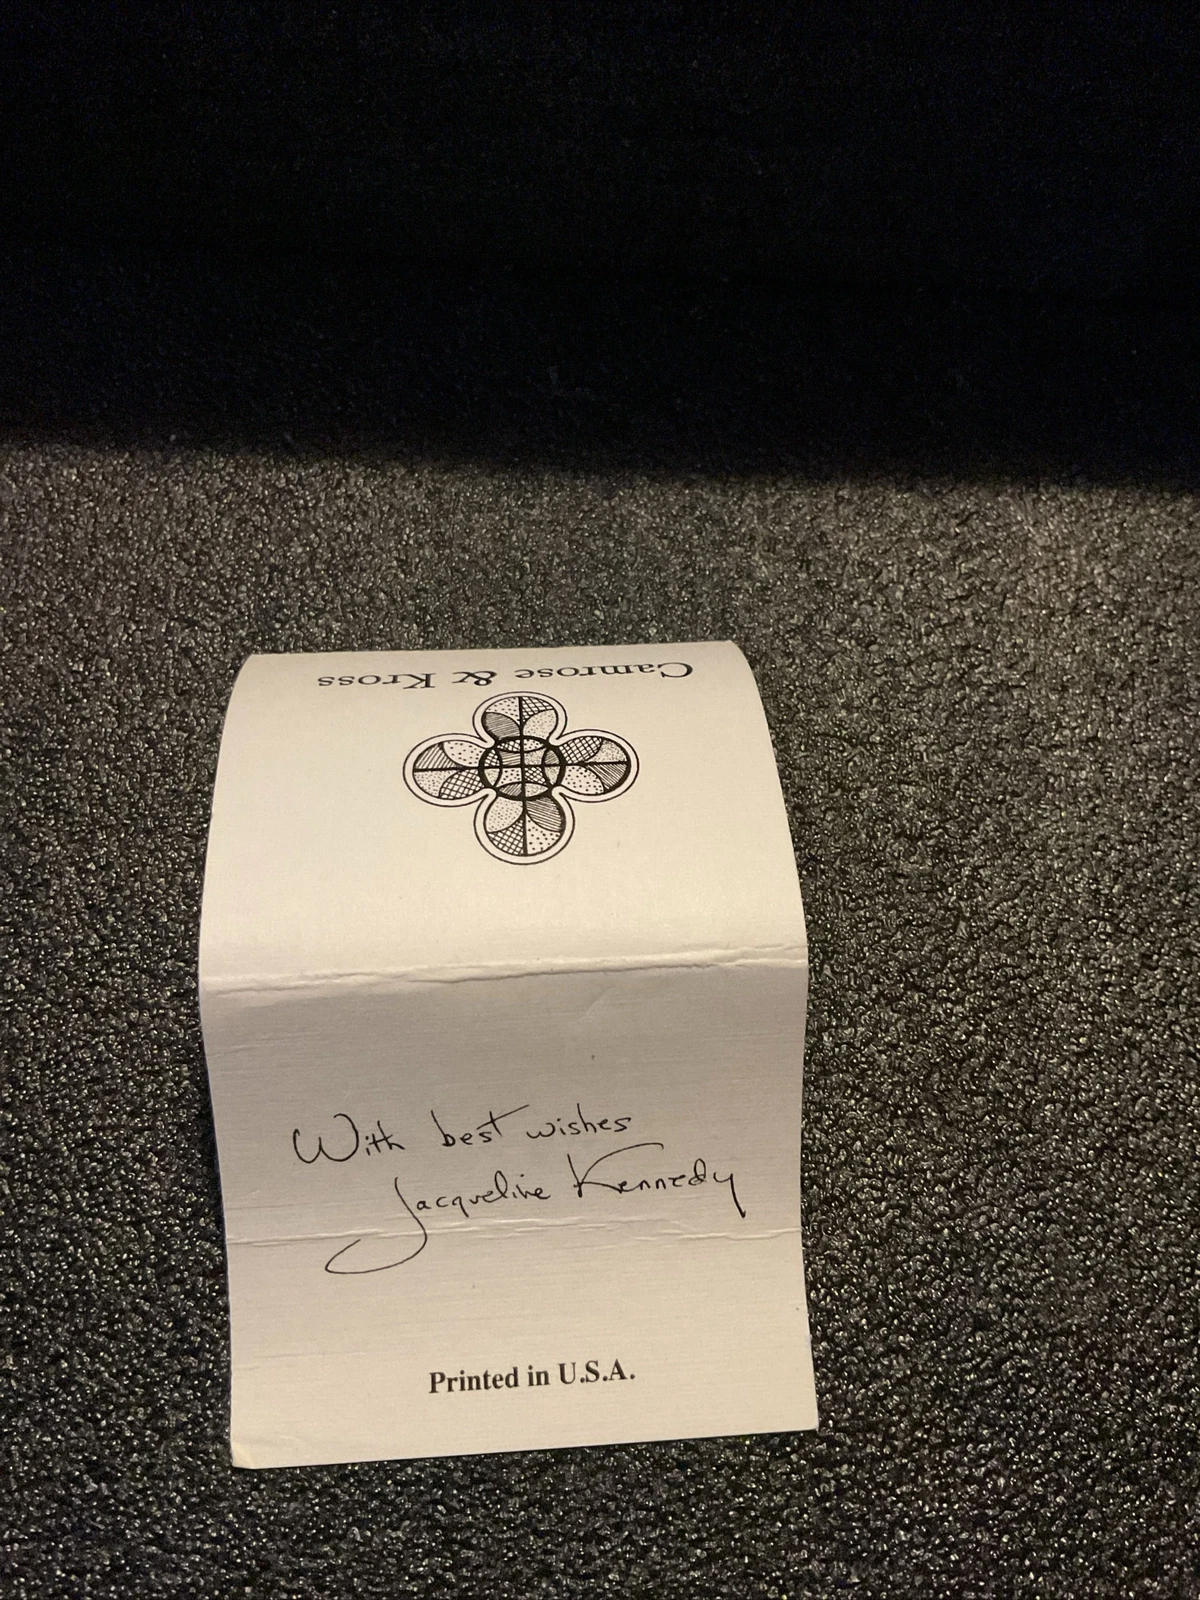 Camrose & Kross
With best wishes
Jacqueline Kennedy
Printed in U.S.A.